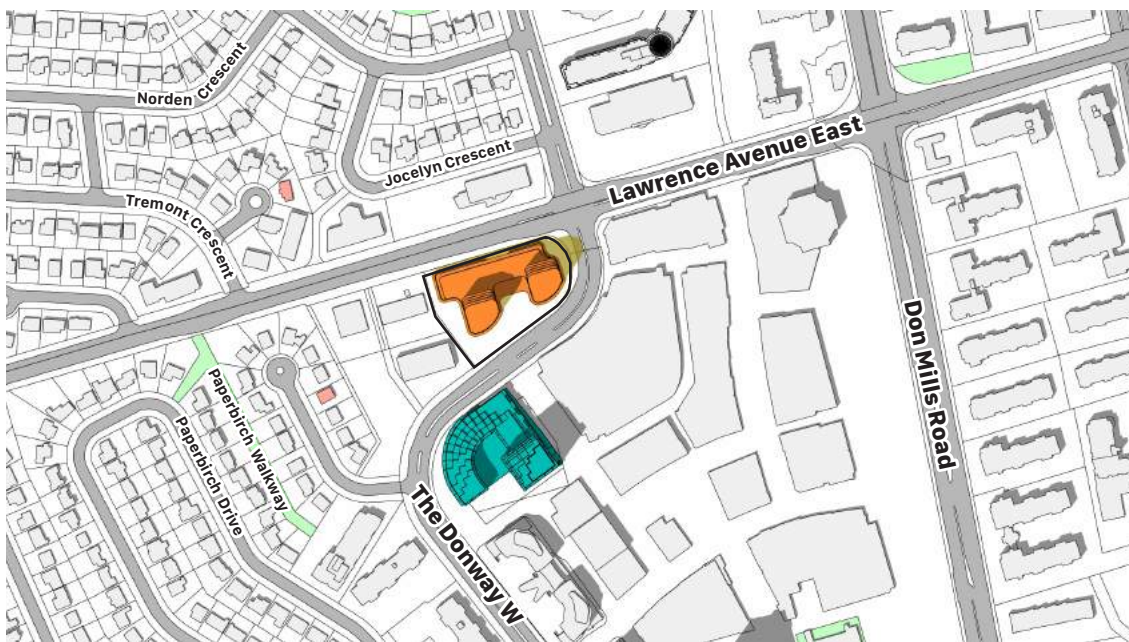 Norden Crescent
Jocelyn Crescent
Lawrence Avenue East
Tremont Crescent
Don Mills Road
Paperbirch Walkway
Paperbirch Drive
The Donway W